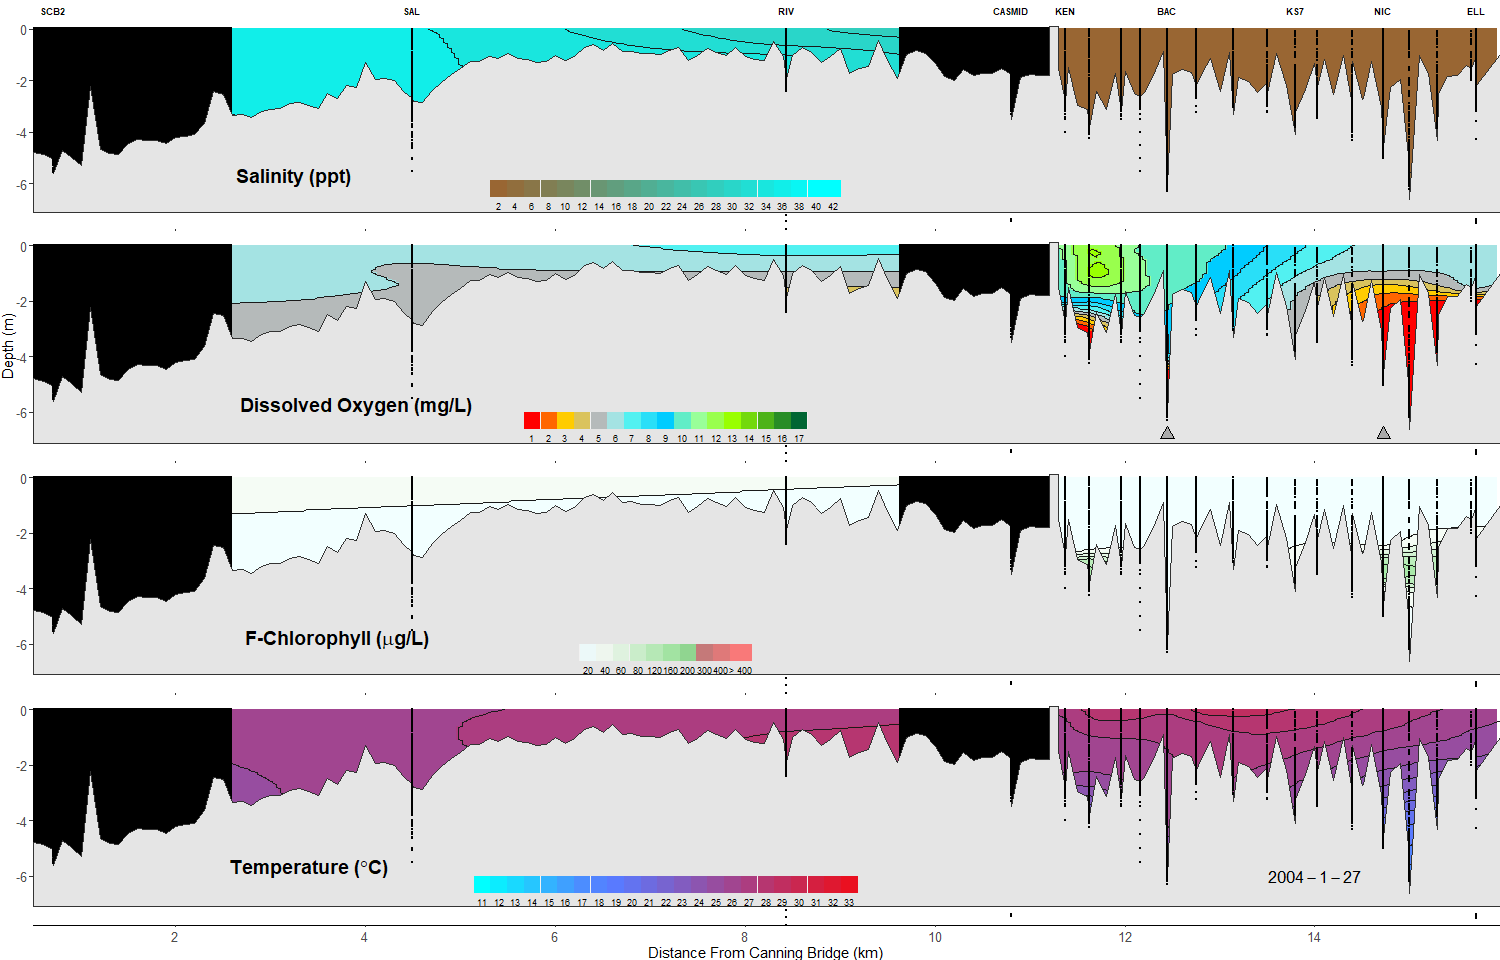 SCB2 SAL RIV CASMID KEN BAC KS7 NIC ELL
0
-2
-4
-6
Salinity (ppt)
2 4 6 8 10 12 14 16 18 20 22 24 26 28 30 32 34 36 38 40 42
0
-2
-4
-6
Depth (m)
Dissolved Oxygen (mg/L)
1 2 3 4 5 6 7 8 9 10 11 12 13 14 15 16 17
0
-2
-4
-6
F-Chlorophyll (µg/L)
20 40 60 80 120 160 200 300 400 > 400
0
-2
-4
-6
Temperature (°C)
11 12 13 14 15 16 17 18 19 20 21 22 23 24 25 26 27 28 29 30 31 32 33
2004 – 1 – 27
2 4 6 8 10 12 14
Distance From Canning Bridge (km)